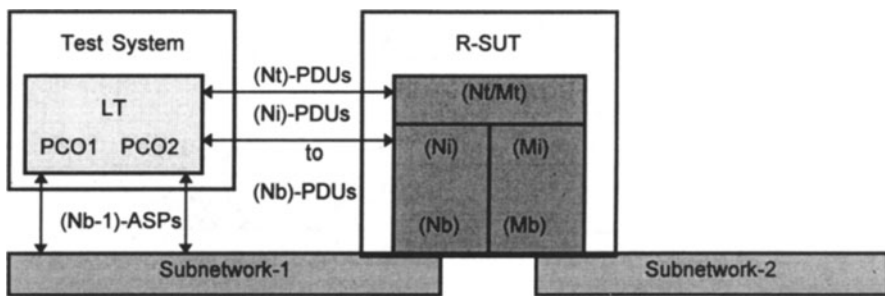 Test System
R-SUT
(Nt)-PDUs
(Nt/Mt)
LT
(Ni)-PDUs
PCO1 PCO2
to
(Ni) (Mi)
(Nb)-PDUs
(Nb-1)-ASPs
(Nb) (Mb)
Subnetwork-1
Subnetwork-2